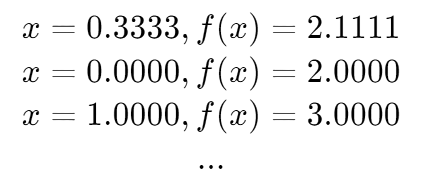 x = 0.3333, f(x) = 2.1111
x = 0.0000, f(x) = 2.0000
x = 1.0000, f(x) = 3.0000
...